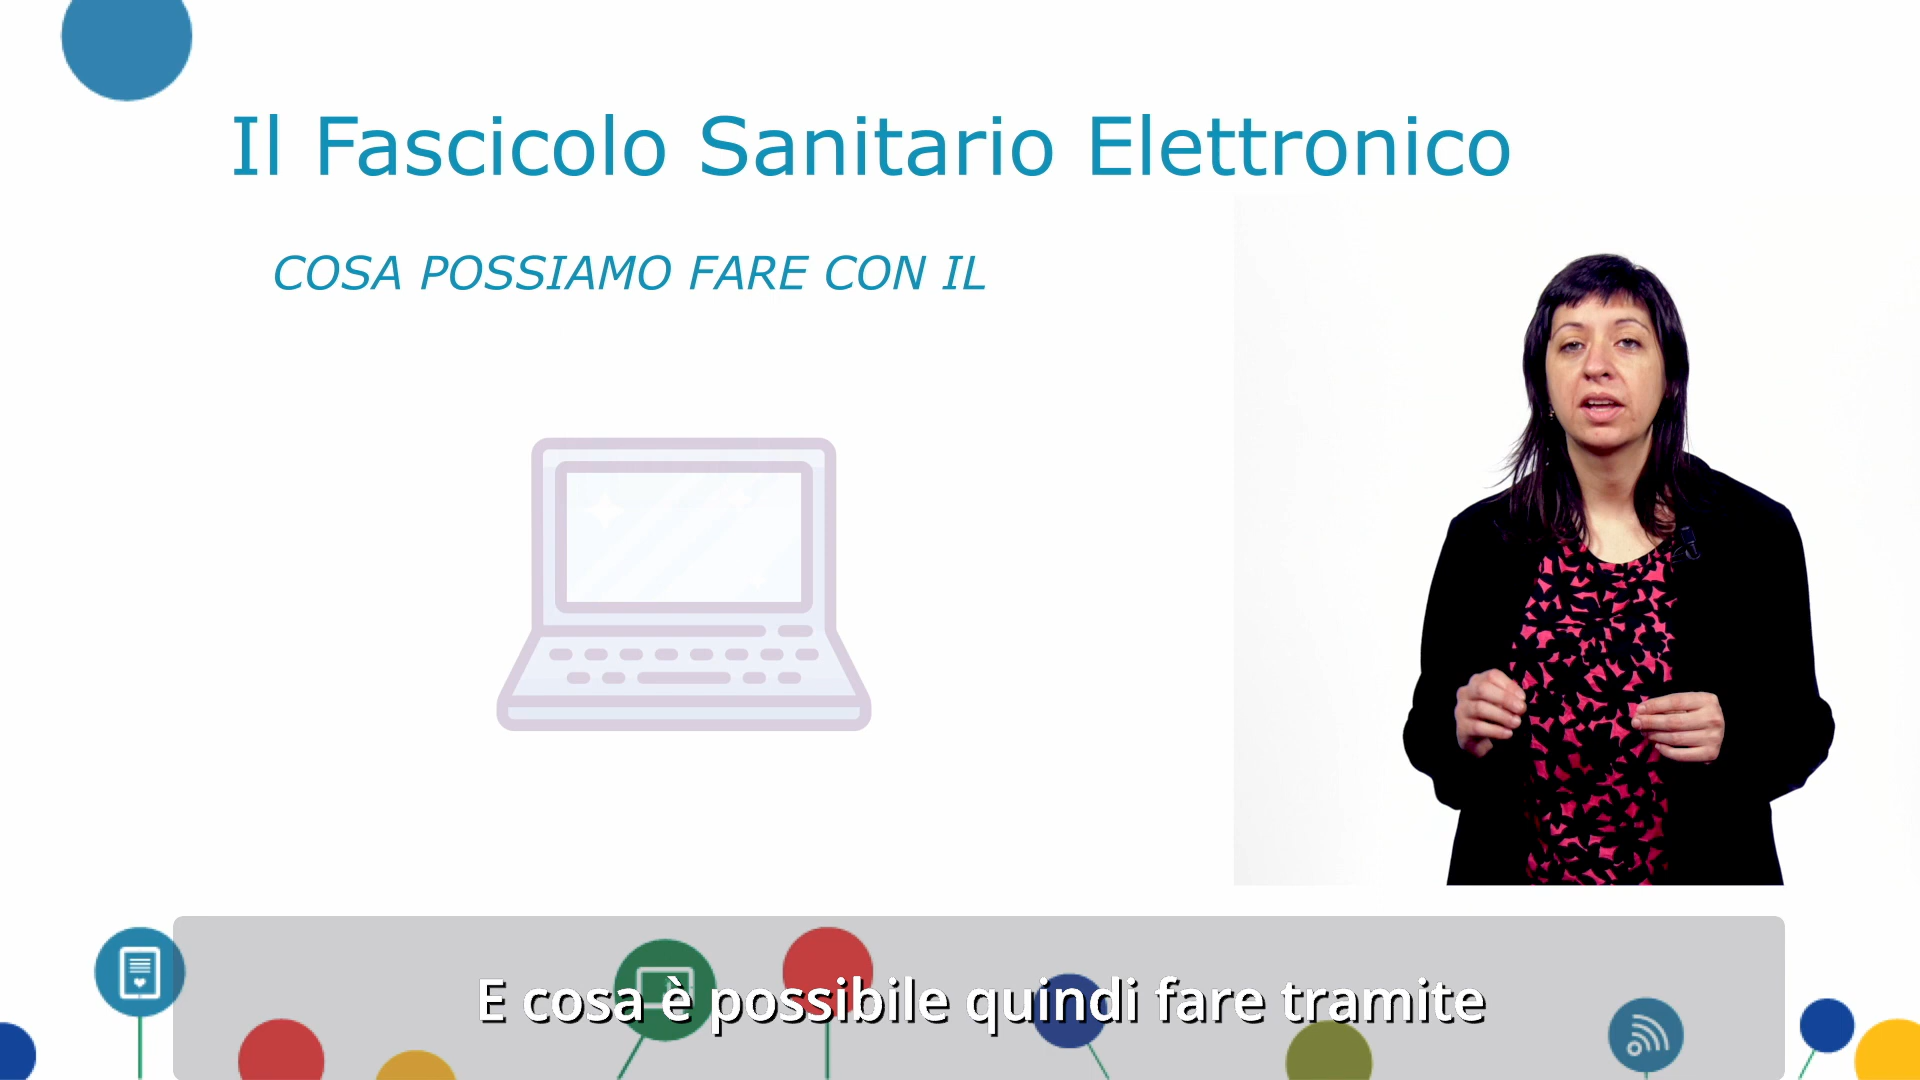 Il Fascicolo Sanitario Elettronico
COSA POSSIAMO FARE CON IL
E cosa è possibile quindi fare tramite